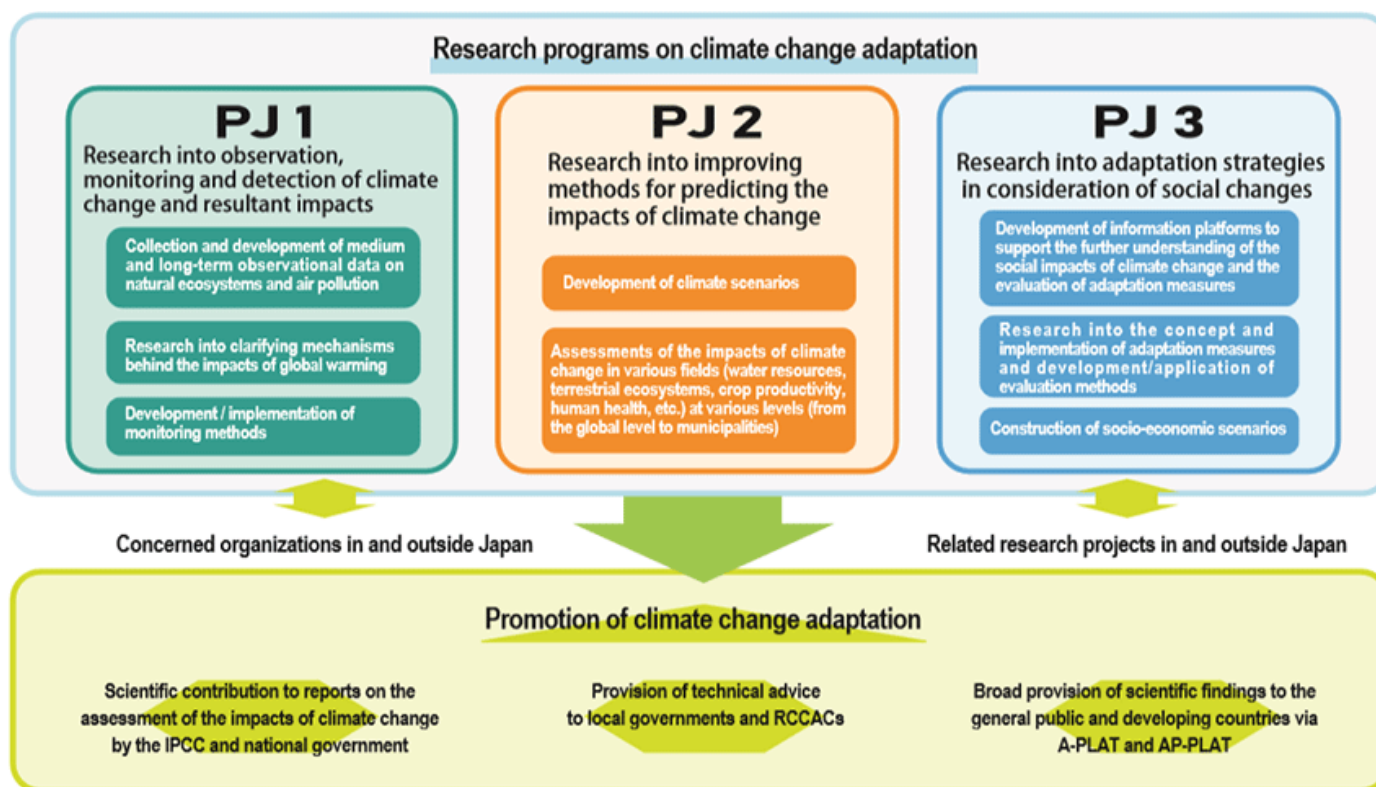 Research programs on climate change adaptation
PJ 1
Research into observation,
monitoring and detection of climate
change and resultant impacts
Collection and development of medium
and long-term observational data on
natural ecosystems and air pollution
Research into clarifying mechanisms
behind the impacts of global warming
Development / implementation of
monitoring methods
PJ 2
Research into improving
methods for predicting the
impacts of climate change
Development of climate scenarios
Assessments of the impacts of climate
change in various fields (water resources,
terrestrial ecosystems, crop productivity,
human health, etc.) at various levels (from
the global level to municipalities)
PJ 3
Research into adaptation strategies
in consideration of social changes
Development of information platforms to
support the further understanding of the
social impacts of climate change and the
evaluation of adaptation measures
Research into the concept and
implementation of adaptation measures
and development/application of
evaluation methods
Construction of socio-economic scenarios
Concerned organizations in and outside Japan
Related research projects in and outside Japan
Promotion of climate change adaptation
Scientific contribution to reports on the
assessment of the impacts of climate change
by the IPCC and national government
Provision of technical advice
to local governments and RCCACs
Broad provision of scientific findings to the
general public and developing countries via
A-PLAT and AP-PLAT